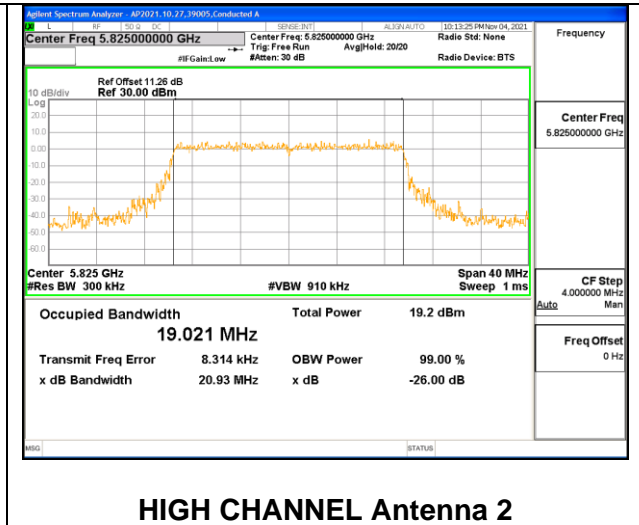 Agilent Spectrum Analyzer - AP2021.10.27,39005,Conducted A
L RF 50 Ω DC SENSE:INT ALIGN AUTO 10:13:25 PM Nov 04, 2021
Center Freq 5.825000000 GHz
Center Freq: 5.825000000 GHz
Radio Std: None
Trig: Free Run Avg|Hold: 20/20
#IFGain:Low #Atten: 30 dB Radio Device: BTS
Frequency
Ref Offset 11.26 dB
10 dB/div Ref 30.00 dBm
Log
20.0
10.0
0.00
-10.0
-20.0
-30.0
-40.0
-50.0
-60.0
Center 5.825 GHz Span 40 MHz
#Res BW 300 kHz #VBW 910 kHz Sweep 1 ms
Center Freq
5.825000000 GHz
CF Step
4.000000 MHz
Auto Man
Freq Offset
0 Hz
Occupied Bandwidth Total Power 19.2 dBm
19.021 MHz
Transmit Freq Error 8.314 kHz OBW Power 99.00 %
x dB Bandwidth 20.93 MHz x dB -26.00 dB
MSG STATUS
HIGH CHANNEL Antenna 2